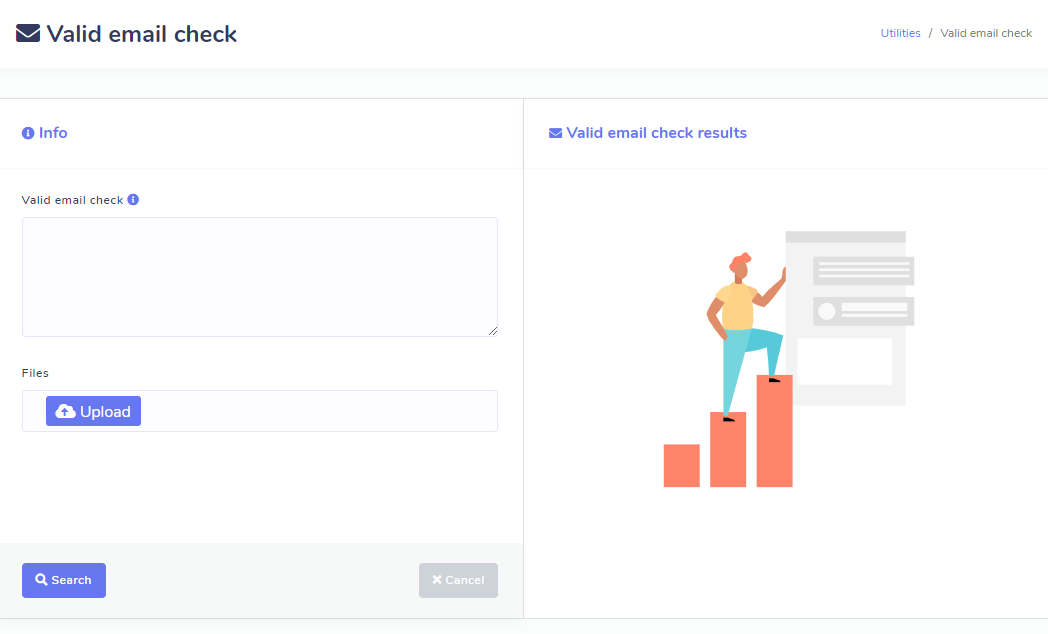 Valid email check
Utilities / Valid email check
Info
Valid email check
Files
Upload
Search
Cancel
Valid email check results